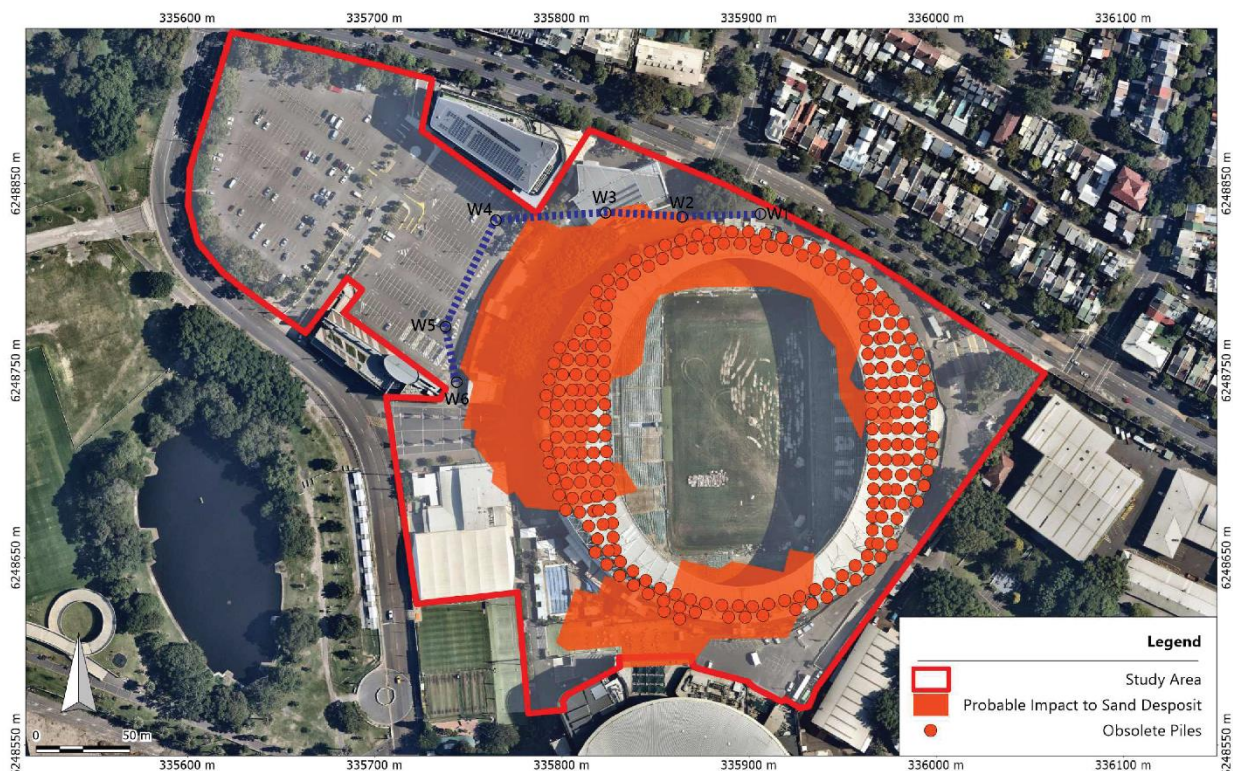 335600 m 335700 m 335800 m 335900 m 336000 m 336100 m
6248850 m
6248850 m
6248750 m
6248750 m
6248650 m
6248650 m
6248550 m
6248550 m
W4
W3
W2
W1
W5
W6
0 50 m
Legend
Study Area
Probable Impact to Sand Desposit
Obsolete Piles
335600 m 335700 m 335800 m 335900 m 336000 m 336100 m